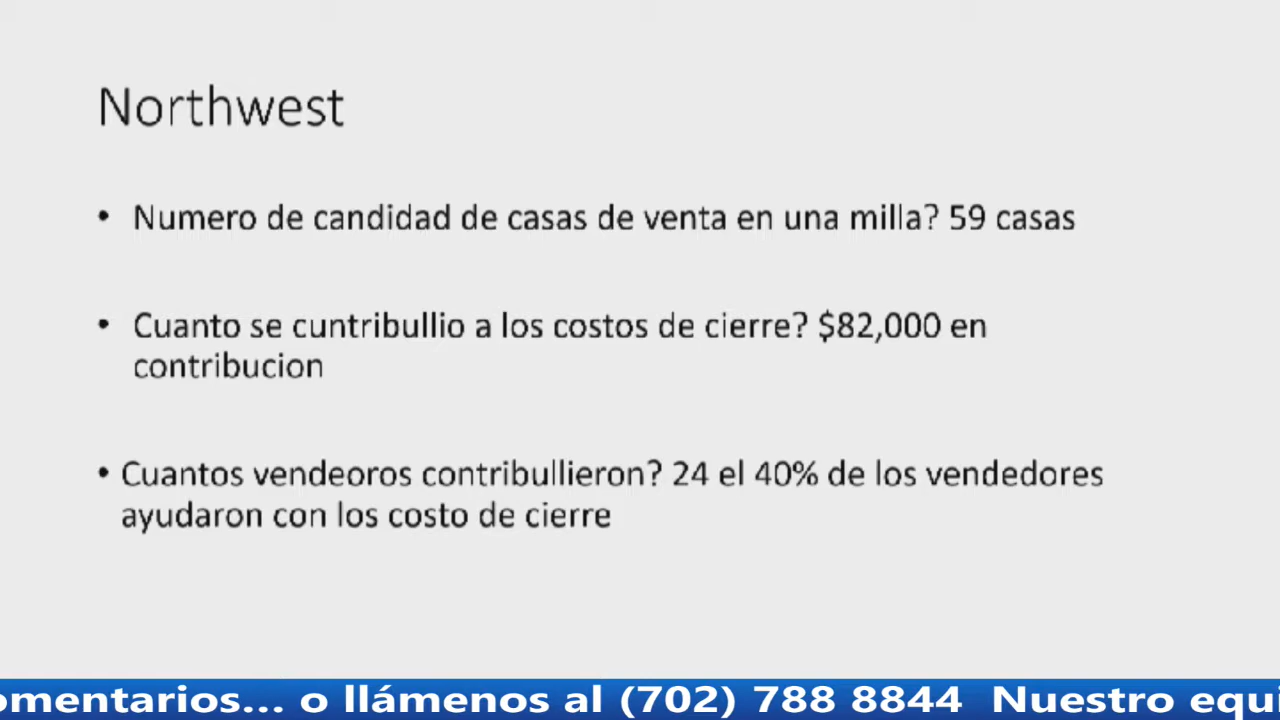 Northwest
• Numero de candidad de casas de venta en una milla? 59 casas
• Cuanto se cuntribullio a los costos de cierre? $82,000 en
contribucion
• Cuantos vendeoros contribullieron? 24 el 40% de los vendedores
ayudaron con los costo de cierre
omentarios... o llámenos al (702) 788 8844 Nuestro equi